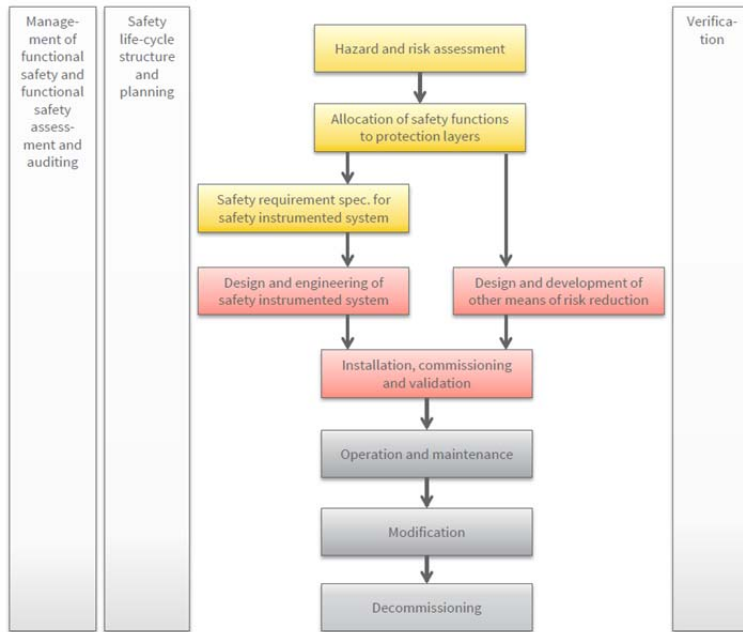 Manage-
ment of
functional
safety and
functional
safety
assess-
ment and
auditing
Safety
life-cycle
structure
and
planning
Hazard and risk assessment
Allocation of safety functions
to protection layers
Safety requirement spec. for
safety instrumented system
Design and engineering of
safety instrumented system
Design and development of
other means of risk reduction
Installation, commissioning
and validation
Operation and maintenance
Modification
Decommissioning
Verifica-
tion